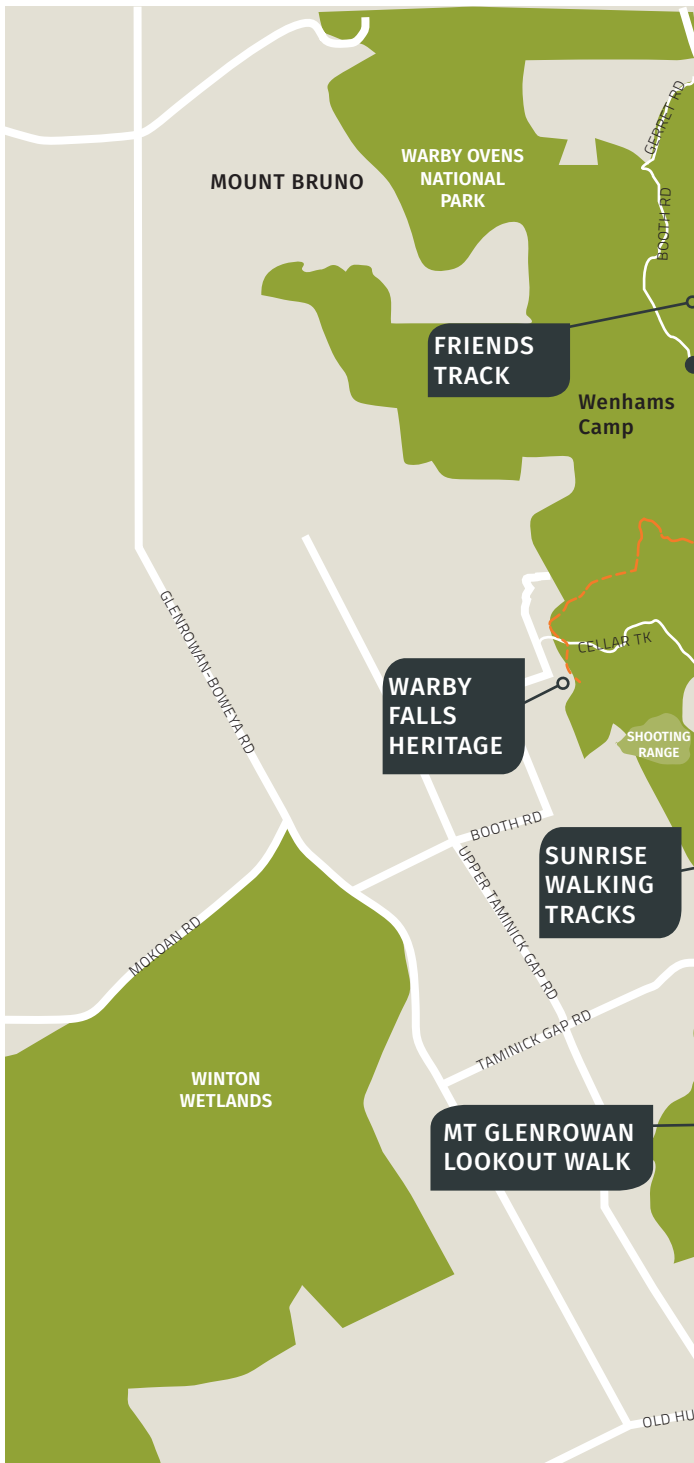 GERRET RD
WARBY OVENS
NATIONAL
PARK
MOUNT BRUNO
BOOTH RD
FRIENDS
TRACK
Wenhams
Camp
GLENROWAN-BOWEYA RD
CELLAR TK
WARBY
FALLS
HERITAGE
SHOOTING
RANGE
BOOTH RD
SUNRISE
WALKING
TRACKS
UPPER TAMINICK GAP RD
MOKOAN RD
TAMINICK GAP RD
WINTON
WETLANDS
MT GLENROWAN
LOOKOUT WALK
OLD HU